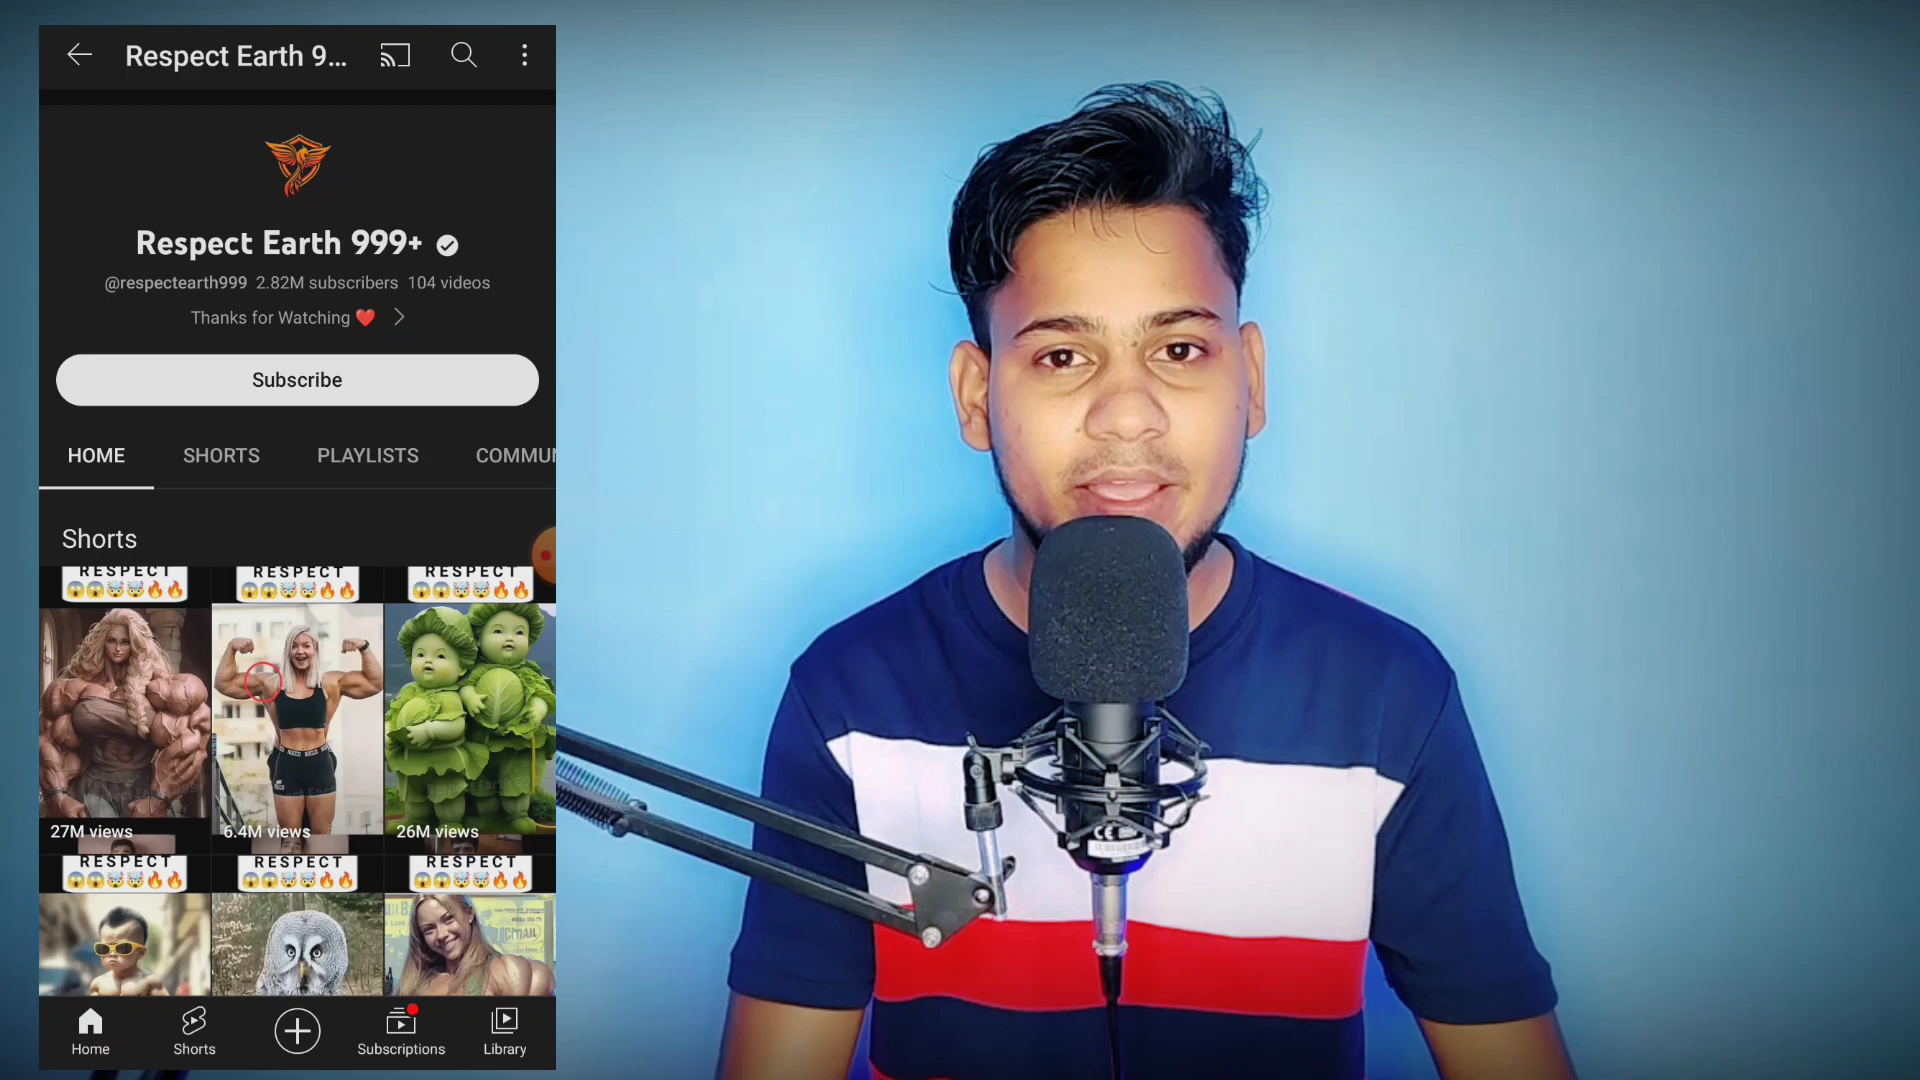 Respect Earth 9...
Respect Earth 999+
@respectearth999 2.82M subscribers 104 videos
Thanks for Watching ❤️
Subscribe
HOME SHORTS PLAYLISTS COMMUN
Shorts
RESPECT RESPECT RESPECT
😱😱🤯🤯🔥🔥 😱😱🤯🤯🔥🔥 😱😱🤯🤯🔥🔥
27M views 6.4M views 26M views
RESPECT RESPECT RESPECT
😱😱🤯🤯🔥🔥 😱😱🤯🤯🔥🔥 😱😱🤯🤯🔥🔥
Home Shorts Subscriptions Library